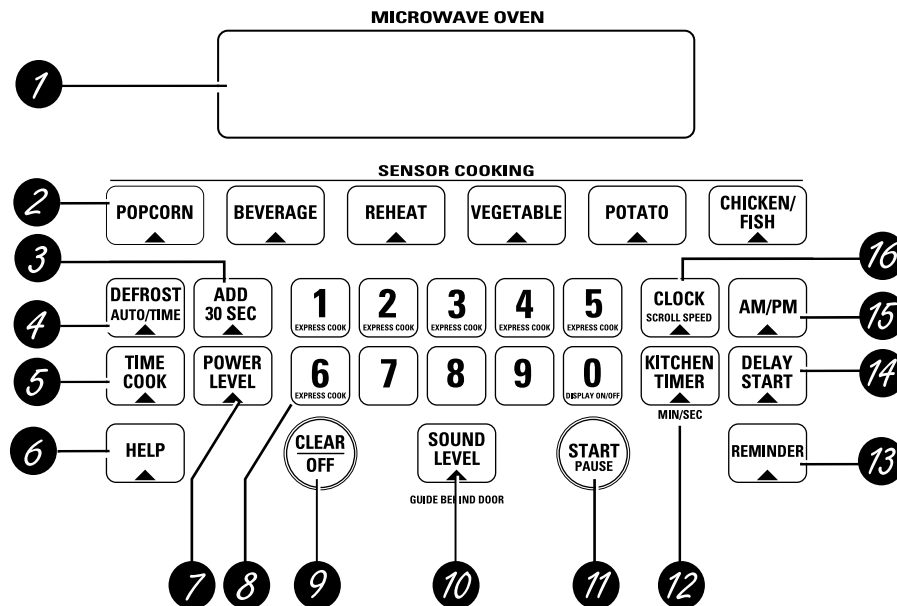 MICROWAVE OVEN
1
SENSOR COOKING
2
POPCORN
BEVERAGE
REHEAT
VEGETABLE
POTATO
CHICKEN/
FISH
3
16
4
DEFROST
AUTO/TIME
ADD
30 SEC
1
EXPRESS COOK
2
EXPRESS COOK
3
EXPRESS COOK
4
EXPRESS COOK
5
EXPRESS COOK
CLOCK
SCROLL SPEED
AM/PM
15
5
TIME
COOK
POWER
LEVEL
6
EXPRESS COOK
7
8
9
0
DISPLAY ON/OFF
KITCHEN
TIMER
MIN/SEC
DELAY
START
14
6
HELP
CLEAR
OFF
SOUND
LEVEL
GUIDE BEHIND DOOR
START
PAUSE
REMINDER
13
7
8
9
10
11
12